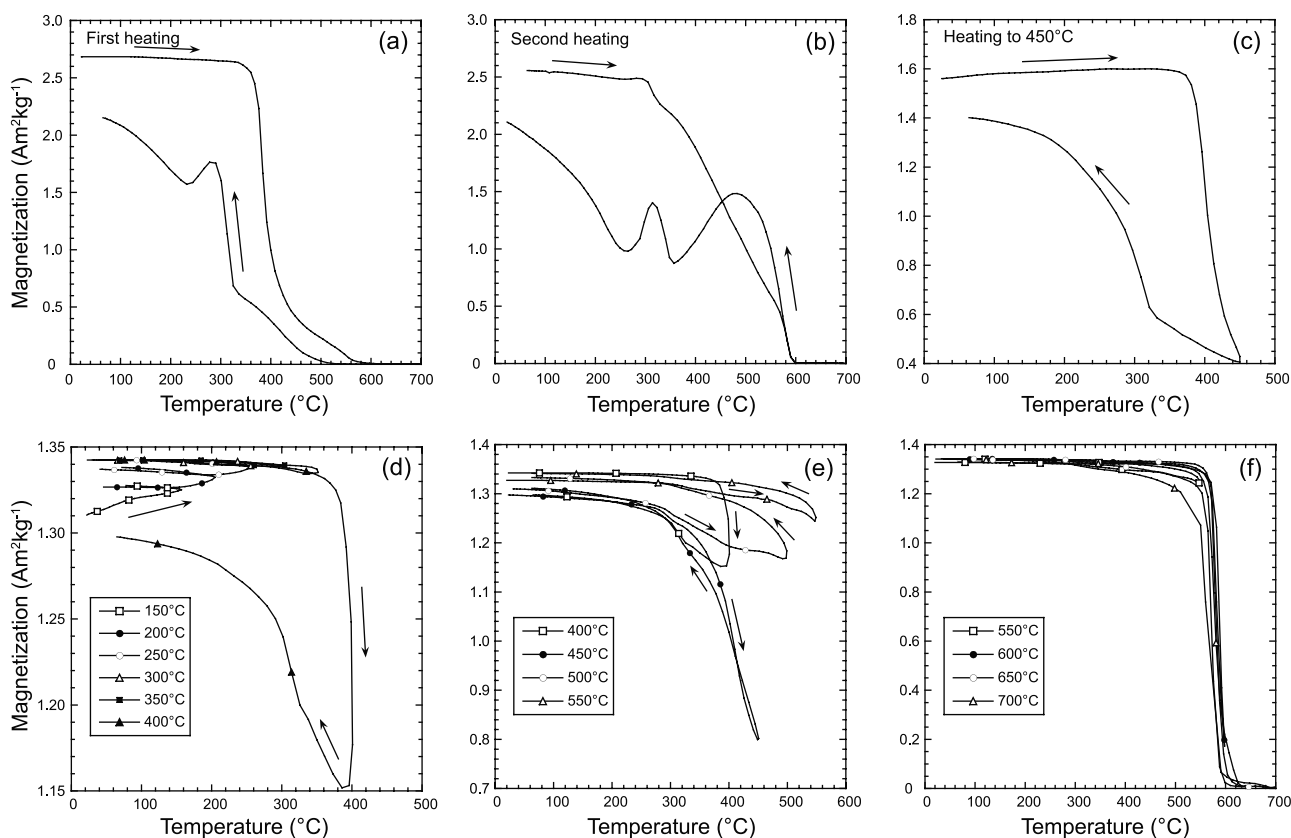 First heating
(a)
3.0
2.5
2.0
1.5
1.0
0.5
0
0 100 200 300 400 500 600 700
Temperature (°C)
Magnetization (Am²kg⁻¹)
Second heating
(b)
3.0
2.5
2.0
1.5
1.0
0.5
0
0 100 200 300 400 500 600 700
Temperature (°C)
Heating to 450°C
(c)
1.8
1.6
1.4
1.2
1.0
0.8
0.6
0.4
0 100 200 300 400 500
Temperature (°C)
(d)
1.35
1.30
1.25
1.20
1.15
150°C
200°C
250°C
300°C
350°C
400°C
0 100 200 300 400 500
Temperature (°C)
Magnetization (Am²kg⁻¹)
(e)
1.4
1.3
1.2
1.1
1.0
0.9
0.8
0.7
400°C
450°C
500°C
550°C
0 100 200 300 400 500 600
Temperature (°C)
(f)
1.4
1.2
1.0
0.8
0.6
0.4
0.2
0
550°C
600°C
650°C
700°C
0 100 200 300 400 500 600 700
Temperature (°C)